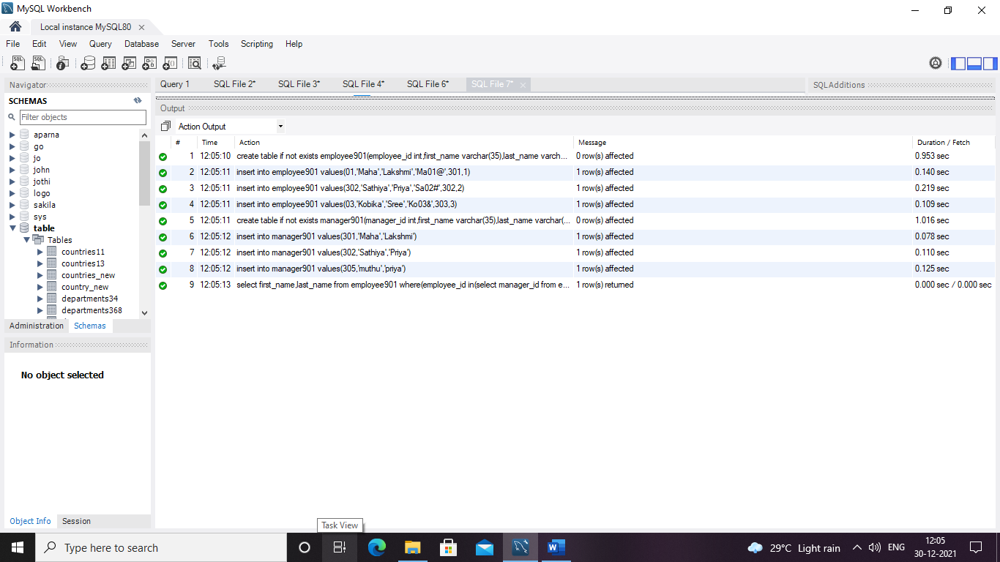 MySQL Workbench
Local instance MySQL80
File Edit View Query Database Server Tools Scripting Help
Navigator
SCHEMAS
Filter objects
aparna
go
jo
john
jothi
logo
sakila
sys
table
Tables
countries11
countries13
countries_new
country_new
departments34
departments368
Administration Schemas
Information
No object selected
Object Info Session
Query 1 SQL File 2* SQL File 3* SQL File 4* SQL File 6* SQL File 7*
SQLAdditions
Output
Action Output
# Time Action Message Duration / Fetch
1 12:05:10 create table if not exists employee901(employee_id int,first_name varchar(35),last_name varch... 0 row(s) affected 0.953 sec
2 12:05:11 insert into employee901 values(01,'Maha','Lakshmi','Ma01@',301,1) 1 row(s) affected 0.140 sec
3 12:05:11 insert into employee901 values(302,'Sathiya','Priya','Sa02#',302,2) 1 row(s) affected 0.219 sec
4 12:05:11 insert into employee901 values(03,'Kobika','Sree','Ko03&',303,3) 1 row(s) affected 0.109 sec
5 12:05:11 create table if not exists manager901(manager_id int,first_name varchar(35),last_name varchar(... 0 row(s) affected 1.016 sec
6 12:05:12 insert into manager901 values(301,'Maha','Lakshmi') 1 row(s) affected 0.078 sec
7 12:05:12 insert into manager901 values(302,'Sathiya','Priya') 1 row(s) affected 0.110 sec
8 12:05:12 insert into manager901 values(305,'muthu','priya') 1 row(s) affected 0.125 sec
9 12:05:13 select first_name,last_name from employee901 where(employee_id in(select manager_id from e... 1 row(s) returned 0.000 sec / 0.000 sec
Task View
Type here to search
29°C Light rain
ENG
12:05
30-12-2021